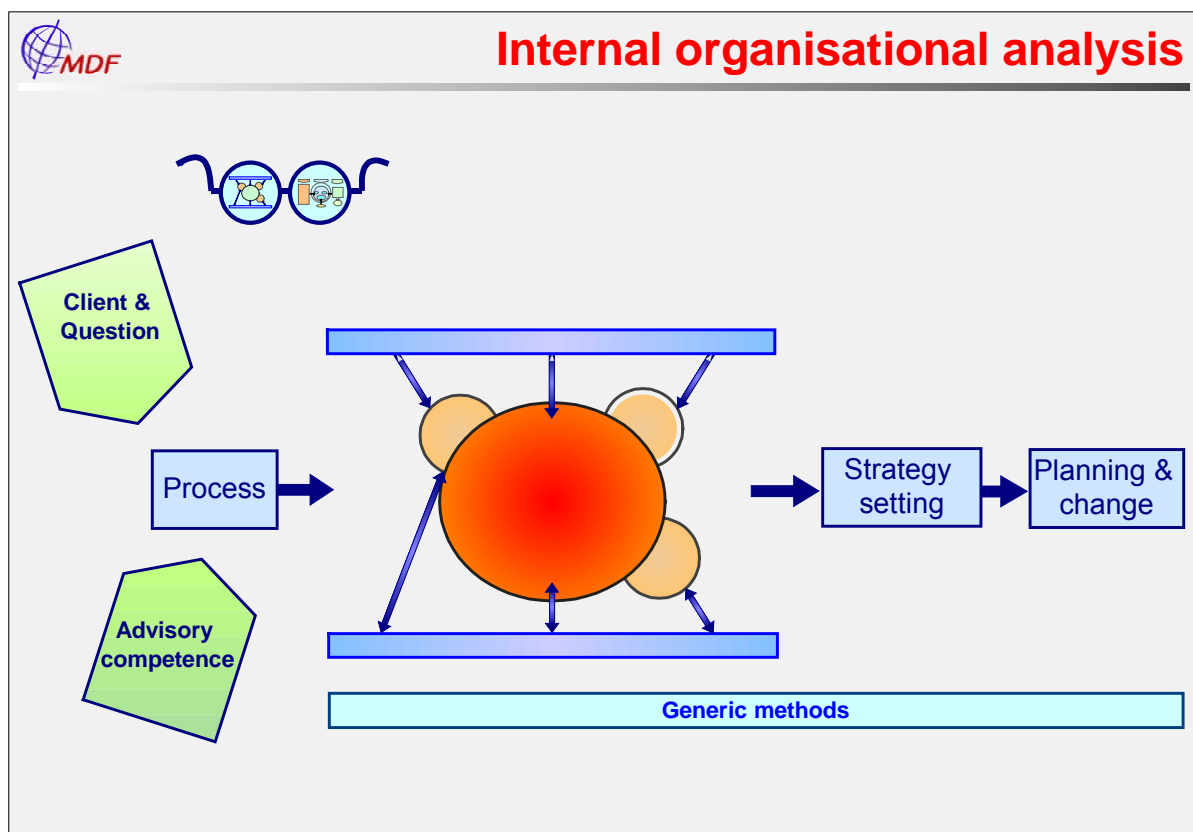 MDF
Internal organisational analysis
Client &
Question
Process
Strategy
setting
Planning &
change
Advisory
competence
Generic methods